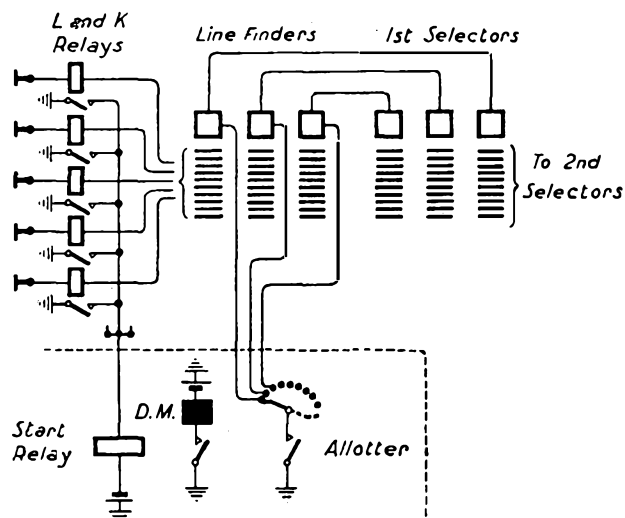 L and K
Relays
Line Finders
1st Selectors
To 2nd
Selectors
D.M.
Start
Relay
Allotter